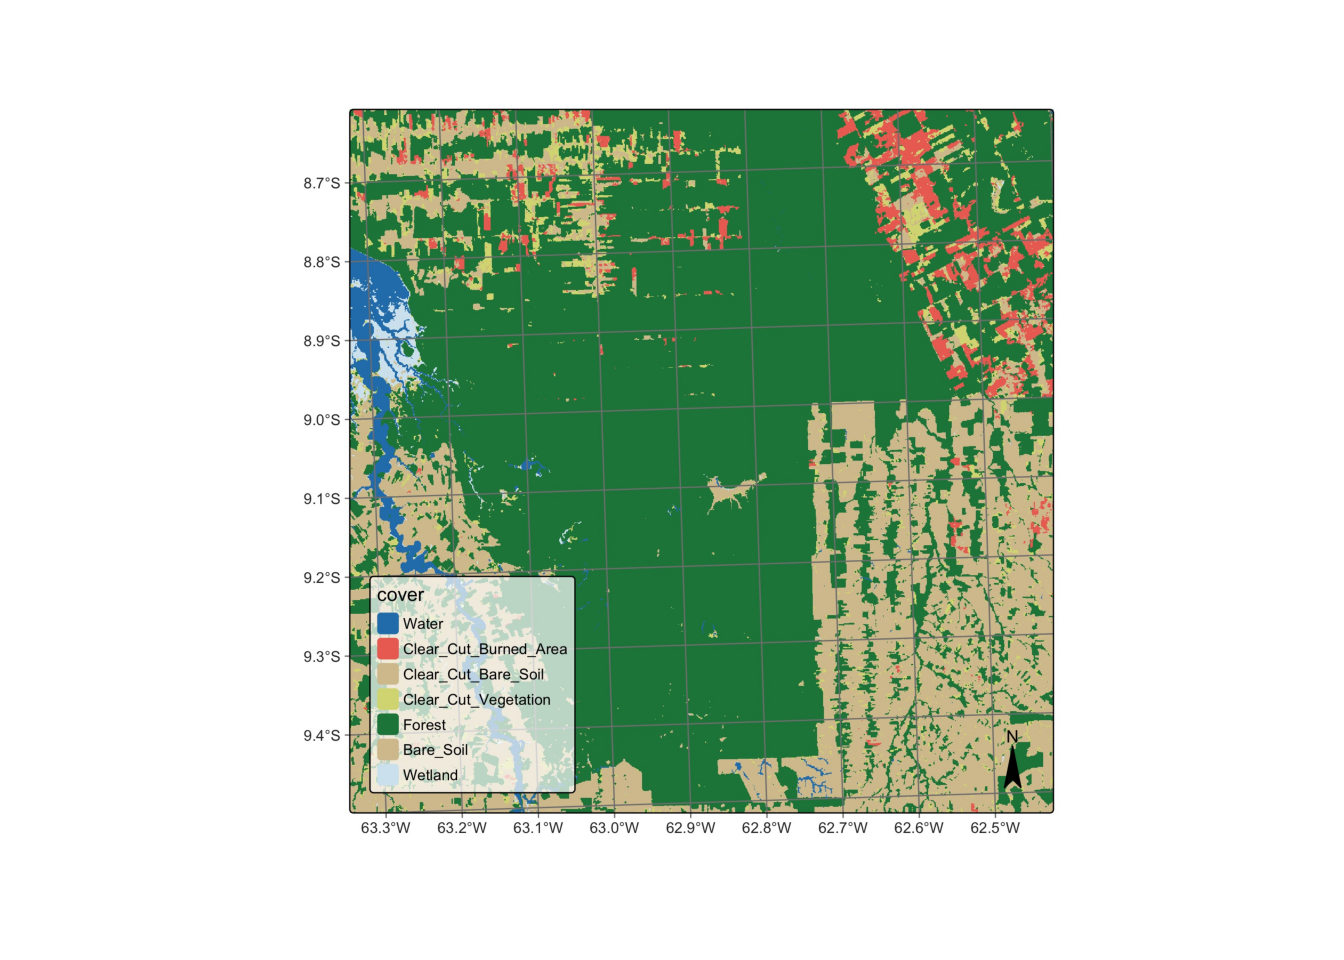 8.7°S
8.8°S
8.9°S
9.0°S
9.1°S
9.2°S
9.3°S
9.4°S
cover
Water
Clear_Cut_Burned_Area
Clear_Cut_Bare_Soil
Clear_Cut_Vegetation
Forest
Bare_Soil
Wetland
N
63.3°W 63.2°W 63.1°W 63.0°W 62.9°W 62.8°W 62.7°W 62.6°W 62.5°W